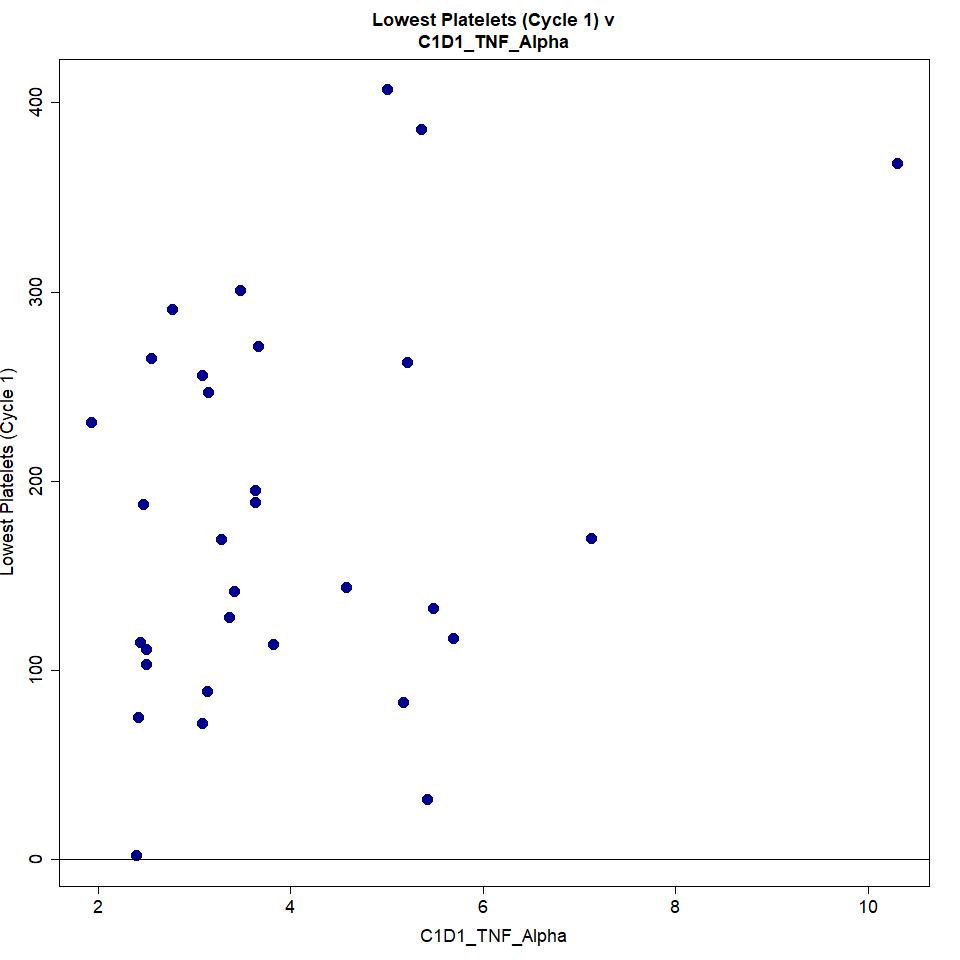 Lowest Platelets (Cycle 1) v
C1D1_TNF_Alpha
400
300
200
100
0
Lowest Platelets (Cycle 1)
2 4 6 8 10
C1D1_TNF_Alpha